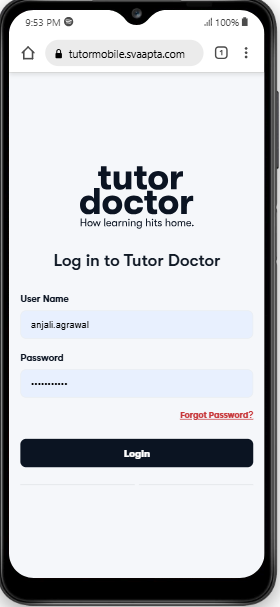 9:53 PM
100%
tutormobile.svaapta.com
1
tutor
doctor
How learning hits home.
Log in to Tutor Doctor
User Name
anjali.agrawal
Password
•••••••••••
Forgot Password?
Login